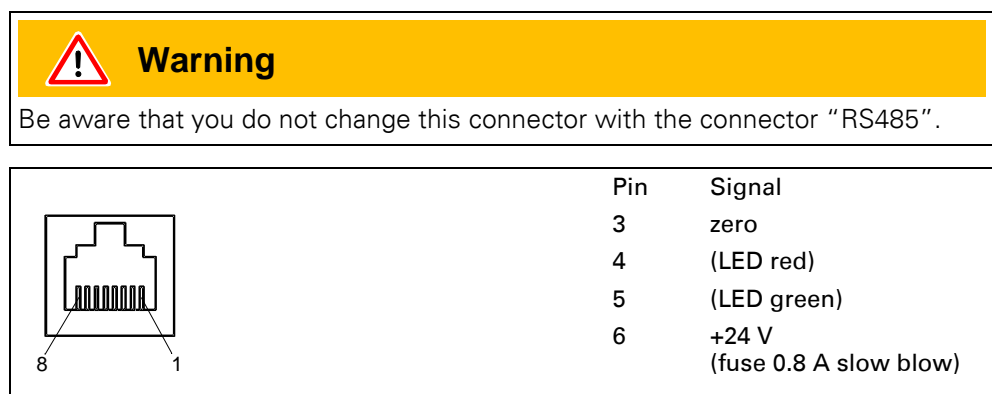 Warning
Be aware that you do not change this connector with the connector “RS485”.
Pin Signal
3 zero
4 (LED red)
5 (LED green)
6 +24 V
(fuse 0.8 A slow blow)
8 1